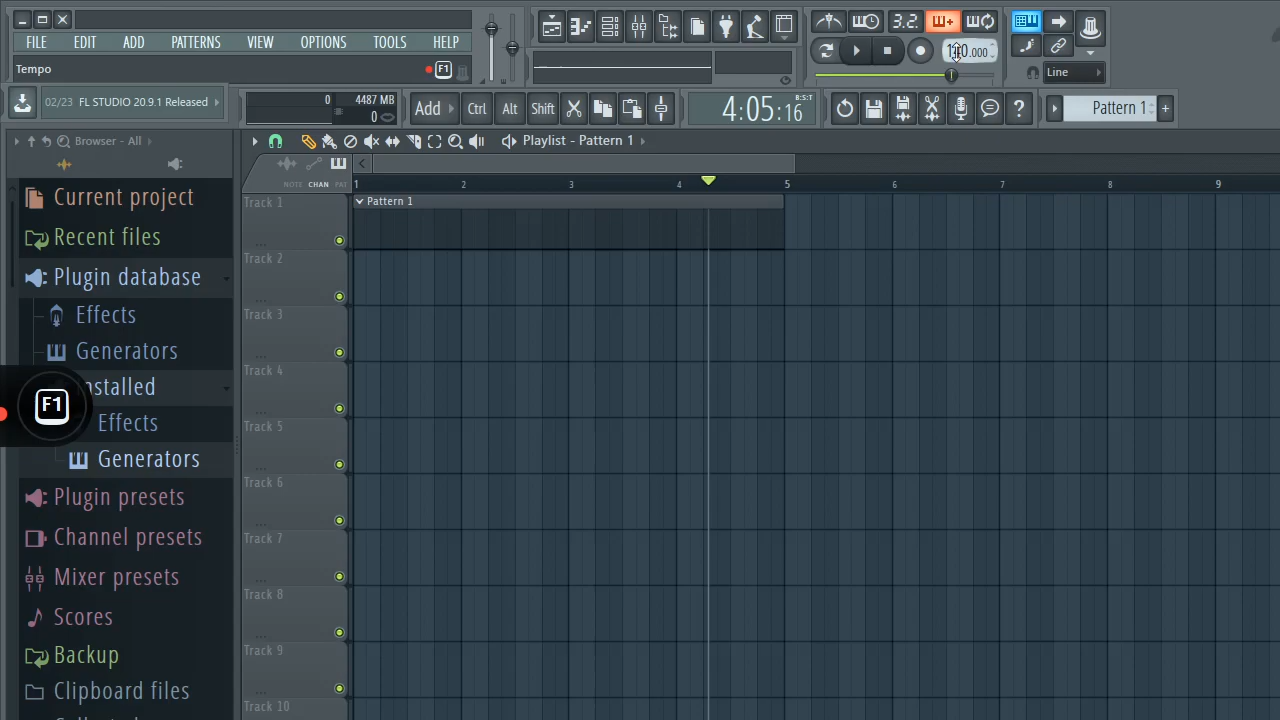 3.2.
FILE EDIT ADD PATTERNS VIEW OPTIONS TOOLS HELP
.000
Tempo
F1
Line
02/23 FL STUDIO 20.9.1 Released
0 4487 MB
0
Add
Ctrl
Alt
Shift
4:05:16
B:S:T
?
Pattern 1
+
Browser - All
Playlist - Pattern 1
NOTE CHAN PAT
1 2 3 4 5 6 7 8 9
Current project
Recent files
Plugin database
Effects
Generators
nstalled
F1
Effects
Generators
Plugin presets
Channel presets
Mixer presets
Scores
Backup
Clipboard files
Track 1
Pattern 1
...
Track 2
...
Track 3
...
Track 4
...
Track 5
...
Track 6
...
Track 7
...
Track 8
...
Track 9
...
Track 10